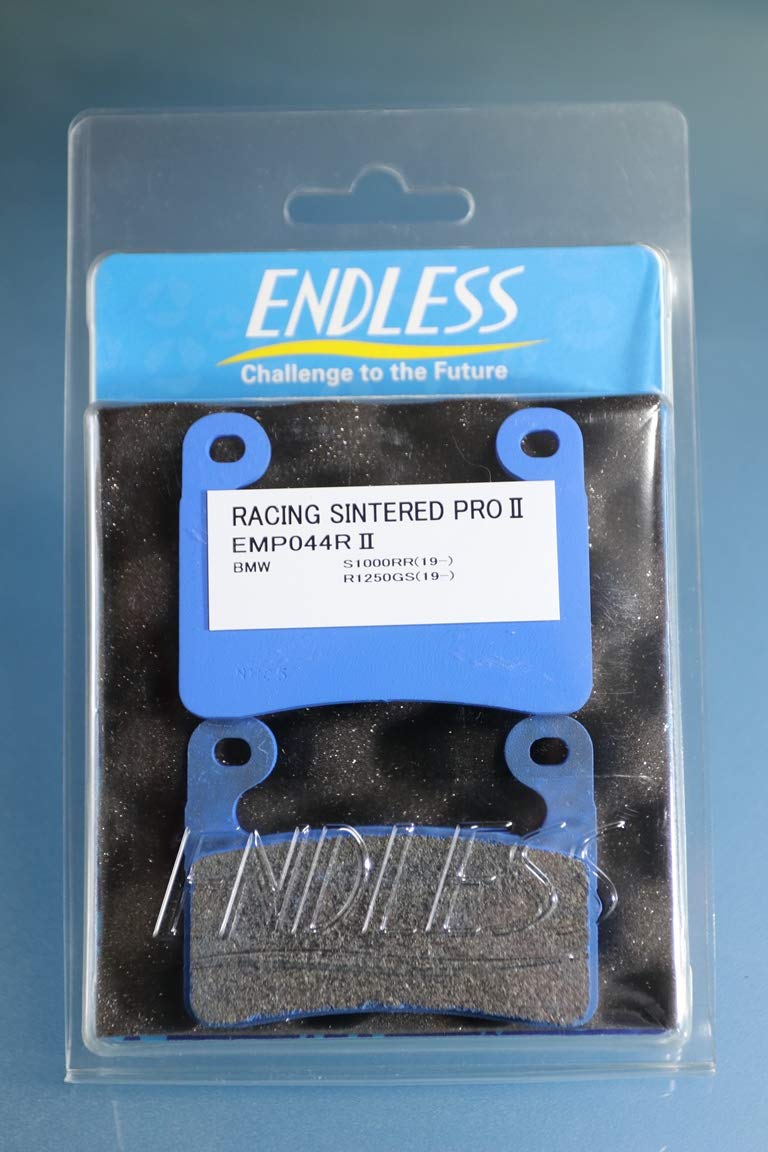 ENDLESS
Challenge to the Future
RACING SINTERED PRO Ⅱ
EMP044R Ⅱ
BMW S1000RR(19-)
R1250GS(19-)
ENDLESS